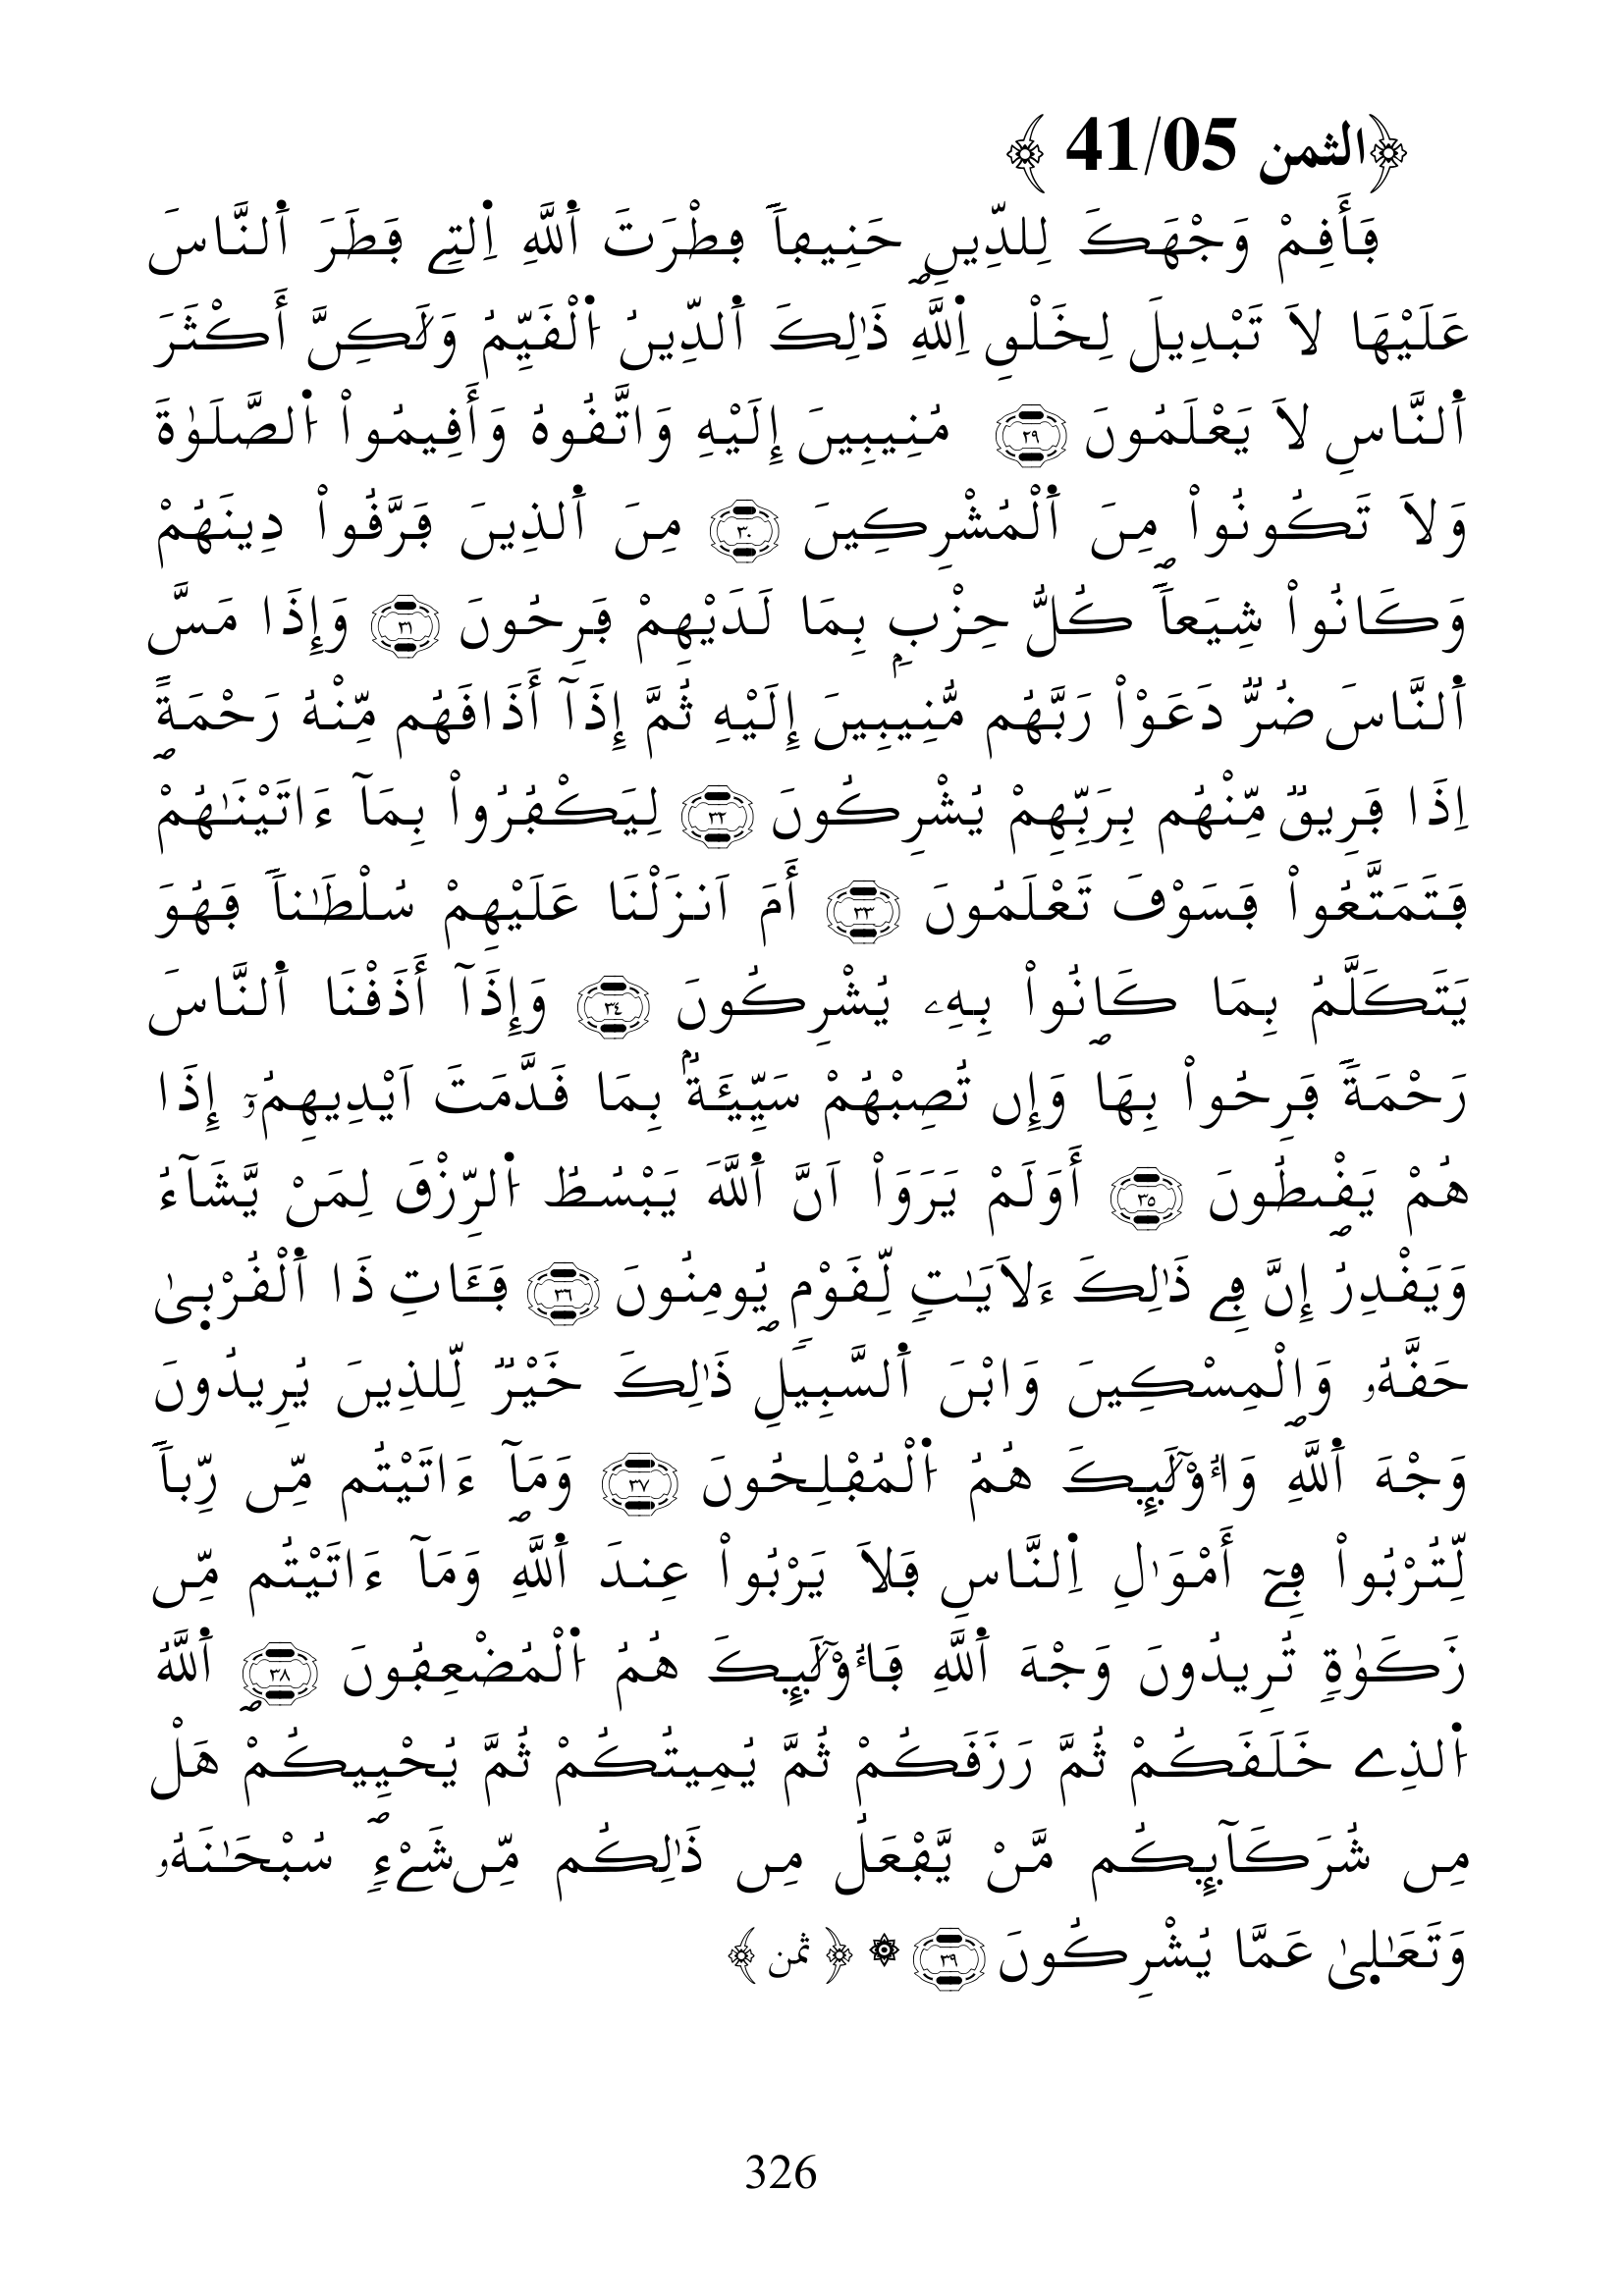 ﴿الثمن 41/05 ﴾
فَأَقِمْ وَجْهَكَ لِلدِّينِ حَنِيفاٗ فِطْرَتَ اَ۬للَّهِ اِ۬لتِے فَطَرَ اَ۬لنَّاسَ
عَلَيْهَا لَا تَبْدِيلَ لِخَلْقِ اِ۬للَّهِ ذَٰلِكَ اَ۬لدِّينُ اُ۬لْقَيِّمُ وَلَٰكِنَّ أَكْثَرَ
اَ۬لنَّاسِ لَا يَعْلَمُونَ ٢٩ مُنِيبِينَ إِلَيْهِ وَاتَّقُوهُ وَأَقِيمُواْ اُ۬لصَّلَوٰةَ
وَلَا تَكُونُواْ مِنَ اَ۬لْمُشْرِكِينَ ٣٠ مِنَ اَ۬لذِينَ فَرَّقُواْ دِينَهُمْ
وَكَانُواْ شِيَعاٗ كُلُّ حِزْبِۢ بِمَا لَدَيْهِمْ فَرِحُونَ ٣١ وَإِذَا مَسَّ
اَ۬لنَّاسَ ضُرّٞ دَعَوْاْ رَبَّهُم مُّنِيبِينَ إِلَيْهِ ثُمَّ إِذَآ أَذَاقَهُم مِّنْهُ رَحْمَةً
اِذَا فَرِيقٞ مِّنْهُم بِرَبِّهِمْ يُشْرِكُونَ ٣٢ لِيَكْفُرُواْ بِمَآ ءَاتَيْنَٰهُمْ
فَتَمَتَّعُواْ فَسَوْفَ تَعْلَمُونَ ٣٣ أَمَ اَنزَلْنَا عَلَيْهِمْ سُلْطَٰناٗ فَهُوَ
يَتَكَلَّمُ بِمَا كَانُواْ بِهِۦ يُشْرِكُونَ ٣٤ وَإِذَآ أَذَقْنَا اَ۬لنَّاسَ
رَحْمَةٗ فَرِحُواْ بِهَا وَإِن تُصِبْهُمْ سَيِّئَةُۢ بِمَا قَدَّمَتَ اَيْدِيهِمُۥٓ إِذَا
هُمْ يَقْنِطُونَ ٣٥ أَوَلَمْ يَرَوَاْ اَنَّ اَ۬للَّهَ يَبْسُطُ اُ۬لرِّزْقَ لِمَنْ يَّشَآءُ
وَيَقْدِرُ إِنَّ فِے ذَٰلِكَ ءَلَايَٰتٖ لِّقَوْمٖ يُومِنُونَ ٣٦ فَـَٔاتِ ذَا اَ۬لْقُرْب۪ىٰ
حَقَّهُۥ وَالْمِسْكِينَ وَابْنَ اَ۬لسَّبِيلِ ذَٰلِكَ خَيْرٞ لِّلذِينَ يُرِيدُونَ
وَجْهَ اَ۬للَّهِ وَأُوْلَٰٓئِكَ هُمُ اُ۬لْمُفْلِحُونَ ٣٧ وَمَآ ءَاتَيْتُم مِّن رِّباٗ
لِّتُرْبُواْ فِےٓ أَمْوَٰلِ اِ۬لنَّاسِ فَلَا يَرْبُواْ عِندَ اَ۬للَّهِ وَمَآ ءَاتَيْتُم مِّن
زَكَوٰةٖ تُرِيدُونَ وَجْهَ اَ۬للَّهِ فَأُوْلَٰٓئِكَ هُمُ اُ۬لْمُضْعِفُونَ ٣٨ اَ۬للَّهُ
اُ۬لذِے خَلَقَكُمْ ثُمَّ رَزَقَكُمْ ثُمَّ يُمِيتُكُمْ ثُمَّ يُحْيِيكُمْ هَلْ
مِن شُرَكَآئِكُم مَّنْ يَّفْعَلُ مِن ذَٰلِكُم مِّن شَےْءٖ سُبْحَٰنَهُۥ
وَتَعَٰل۪ىٰ عَمَّا يُشْرِكُونَ ٣٩ ۞ ﴿ ثمن ﴾
326